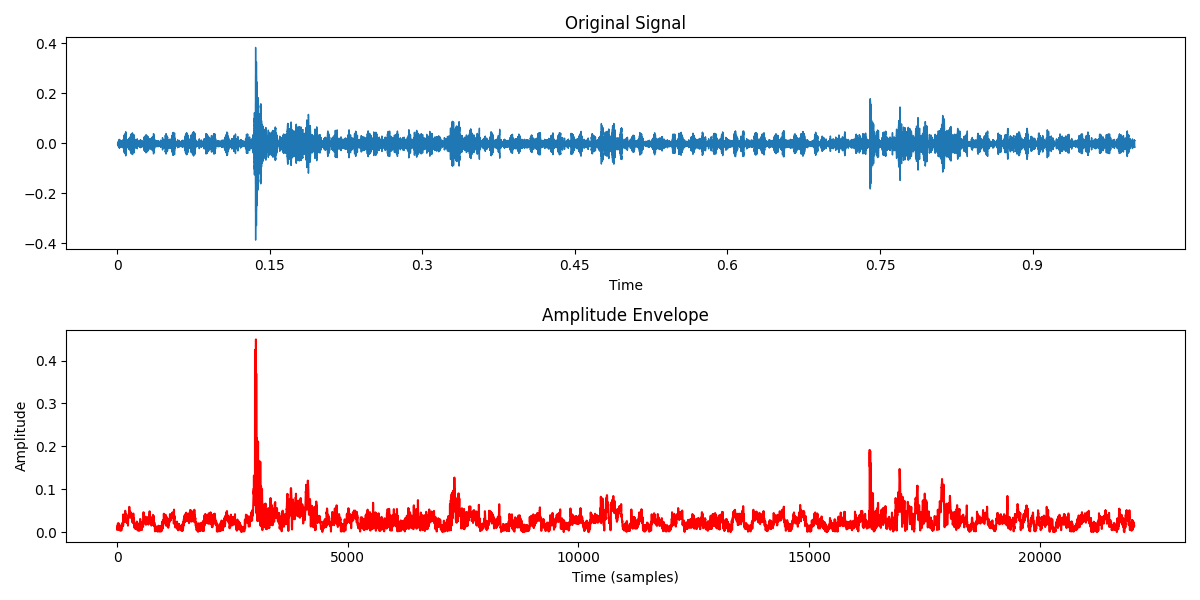 Original Signal
0.4
0.2
0.0
−0.2
−0.4
0 0.15 0.3 0.45 0.6 0.75 0.9
Time
Amplitude Envelope
Amplitude
0.4
0.3
0.2
0.1
0.0
0 5000 10000 15000 20000
Time (samples)